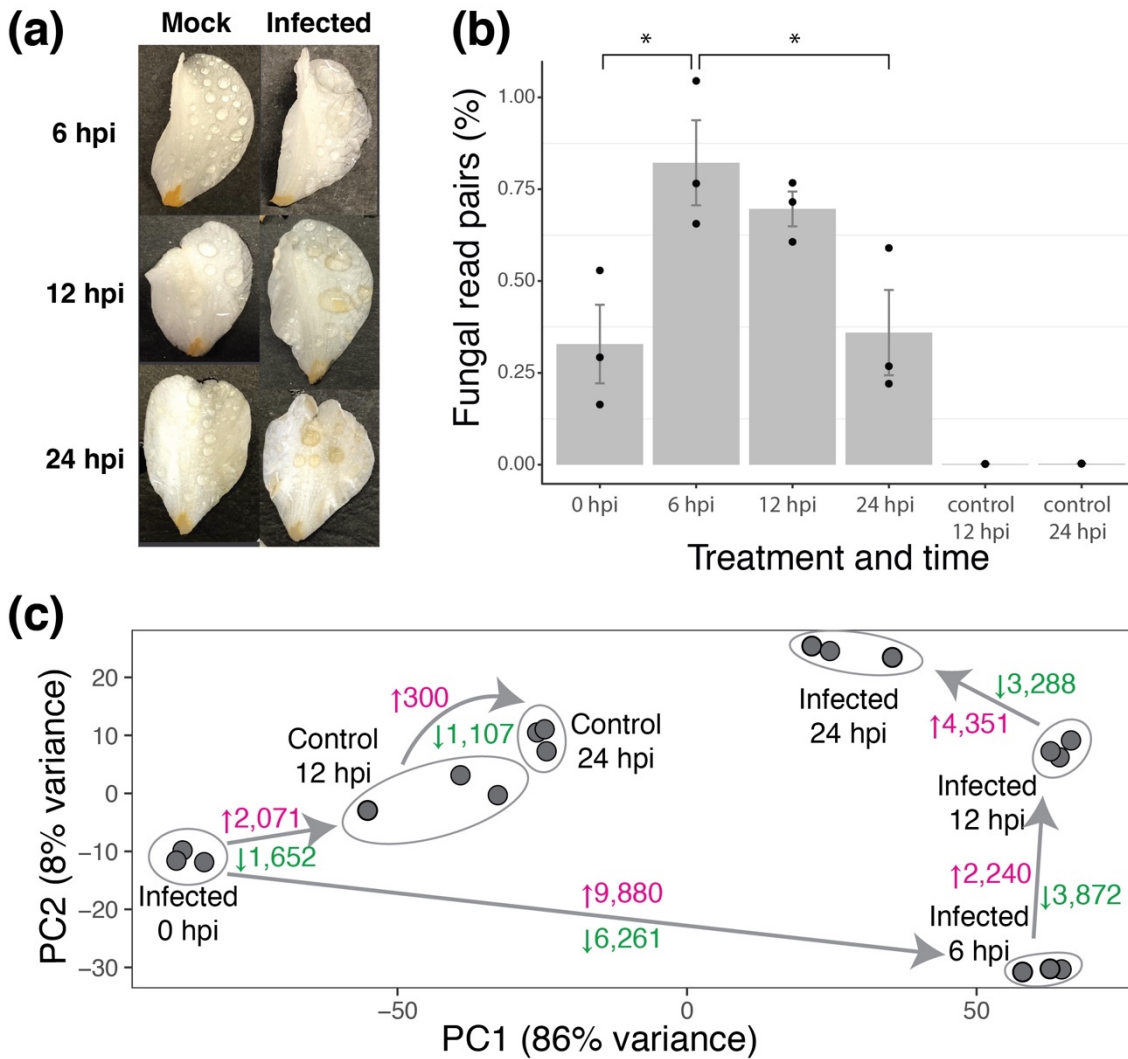 (a)
Mock Infected
6 hpi
12 hpi
24 hpi
(b)
* *
Fungal read pairs (%)
1.00
0.75
0.50
0.25
0.00
0 hpi 6 hpi 12 hpi 24 hpi control control
12 hpi 24 hpi
Treatment and time
(c)
PC2 (8% variance)
20
10
0
−10
−20
−30
Infected
0 hpi
↑2,071
↓1,652
Control
12 hpi
↑300
↓1,107
Control
24 hpi
↑9,880
↓6,261
Infected
6 hpi
↑2,240
↓3,872
Infected
12 hpi
↑4,351
↓3,288
Infected
24 hpi
−50 0 50
PC1 (86% variance)